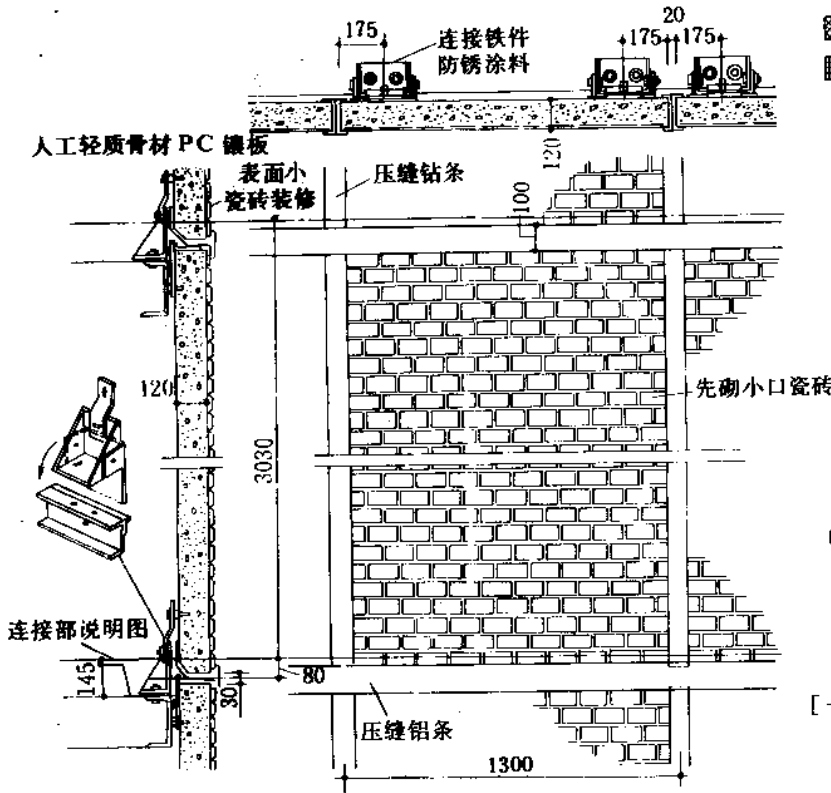 20
175
连接铁件
防锈涂料
175
175
人工轻质骨材 PC 镶板
表面小
瓷砖装修
压缝钻条
120
100
120
3030
先砌小口瓷砖
连接部说明图
145
30
80
压缝铝条
1300